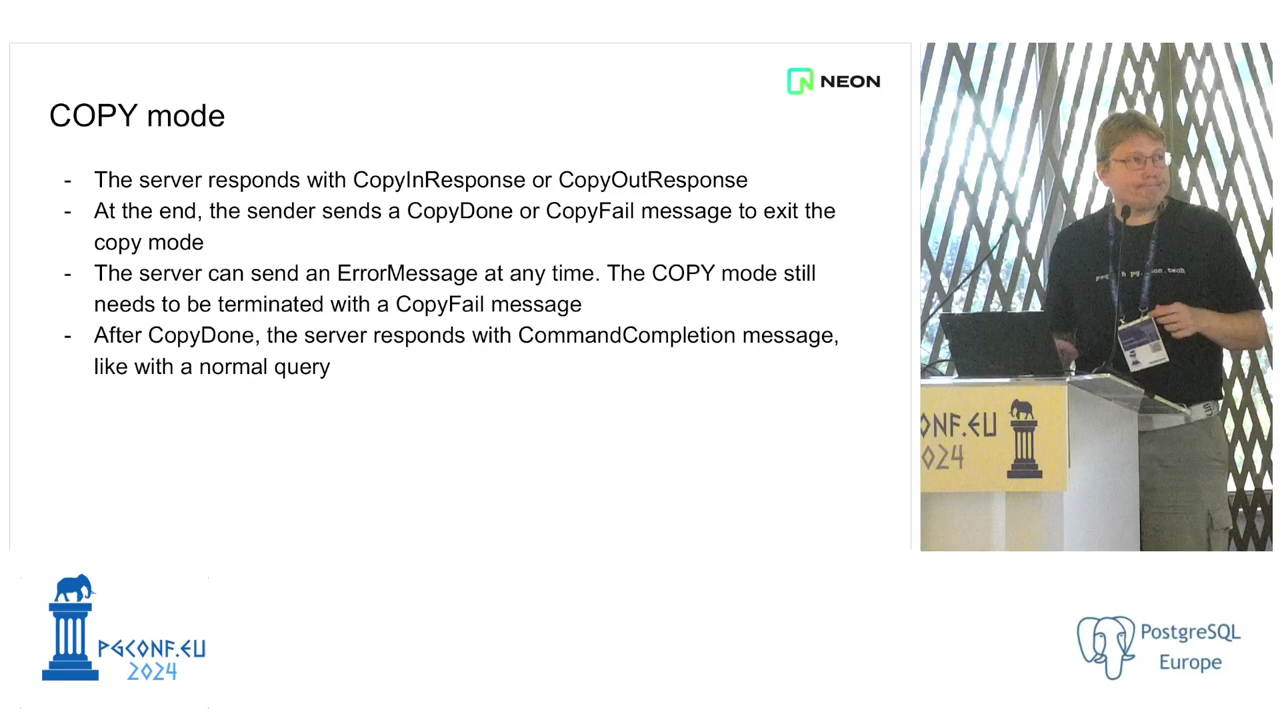 NEON
COPY mode
- The server responds with CopyInResponse or CopyOutResponse
- At the end, the sender sends a CopyDone or CopyFail message to exit the
copy mode
- The server can send an ErrorMessage at any time. The COPY mode still
needs to be terminated with a CopyFail message
- After CopyDone, the server responds with CommandCompletion message,
like with a normal query
ONF.EU
024
PGCONF.EU
2024
PostgreSQL
Europe